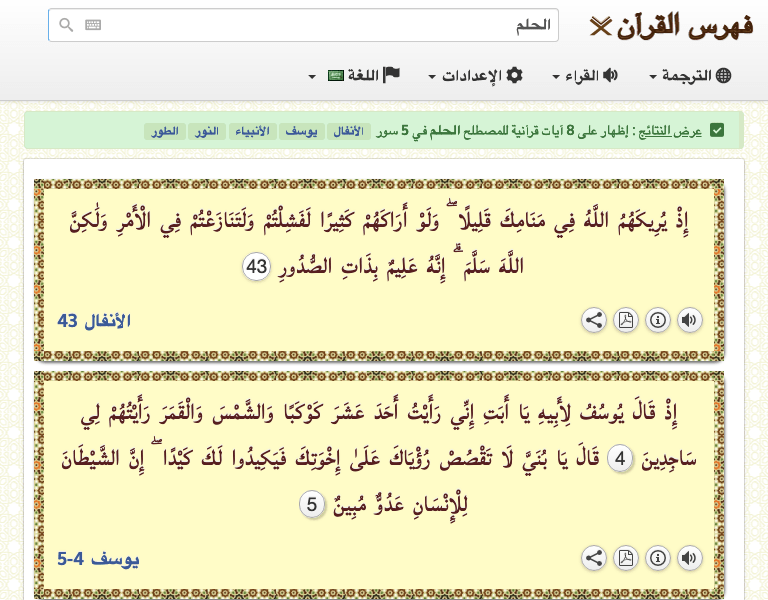 فهرس القرآن
الحلم
الترجمة
القراء
الإعدادات
اللغة
عرض النتائج : إظهار على 8 آيات قرآنية للمصطلح الحلم في 5 سور الأنفال يوسف الأنبياء النور الطور
إِذْ يُرِيكَهُمُ اللَّهُ فِي مَنَامِكَ قَلِيلًا ۖ وَلَوْ أَرَاكَهُمْ كَثِيرًا لَفَشِلْتُمْ وَلَتَنَازَعْتُمْ فِي الْأَمْرِ وَلَٰكِنَّ
اللَّهَ سَلَّمَ ۗ إِنَّهُ عَلِيمٌ بِذَاتِ الصُّدُورِ 43
الأنفال 43
إِذْ قَالَ يُوسُفُ لِأَبِيهِ يَا أَبَتِ إِنِّي رَأَيْتُ أَحَدَ عَشَرَ كَوْكَبًا وَالشَّمْسَ وَالْقَمَرَ رَأَيْتُهُمْ لِي
سَاجِدِينَ 4 قَالَ يَا بُنَيَّ لَا تَقْصُصْ رُؤْيَاكَ عَلَىٰ إِخْوَتِكَ فَيَكِيدُوا لَكَ كَيْدًا ۖ إِنَّ الشَّيْطَانَ
لِلْإِنْسَانِ عَدُوٌّ مُبِينٌ 5
يوسف 4-5